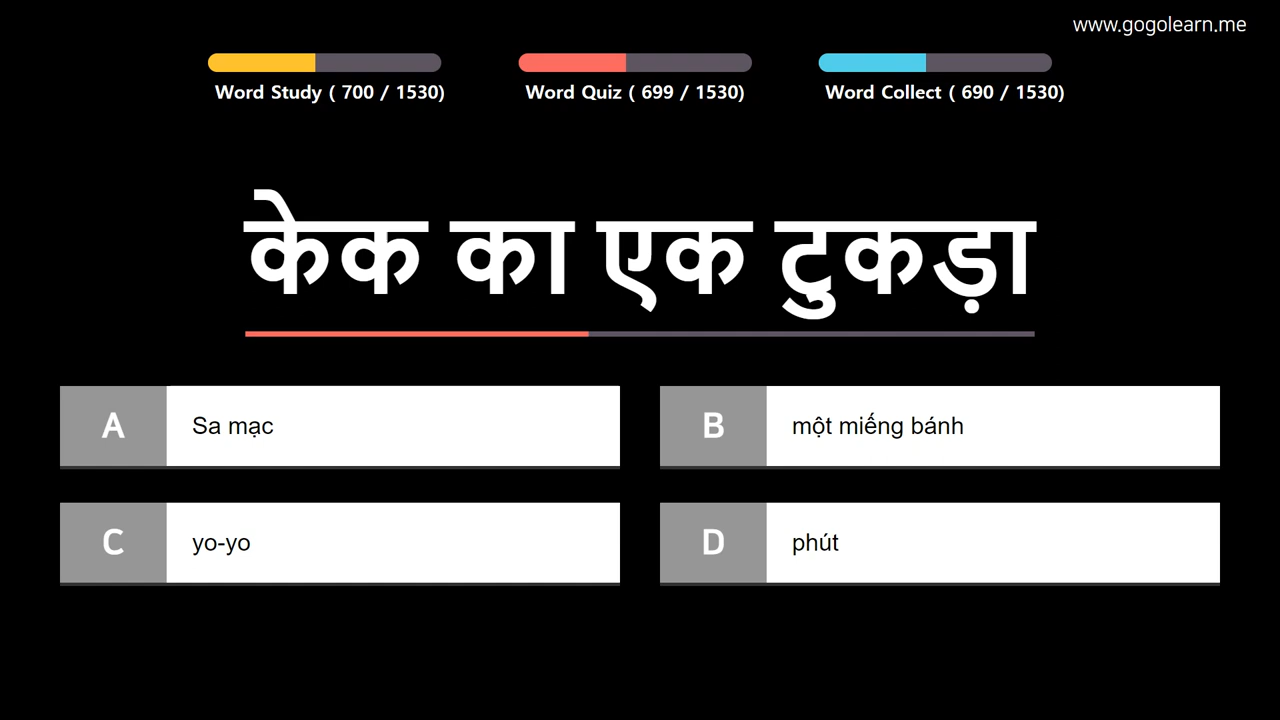 www.gogolearn.me
Word Study ( 700 / 1530)
Word Quiz ( 699 / 1530)
Word Collect ( 690 / 1530)
केक का एक टुकड़ा
A
Sa mạc
B
một miếng bánh
C
yo-yo
D
phút